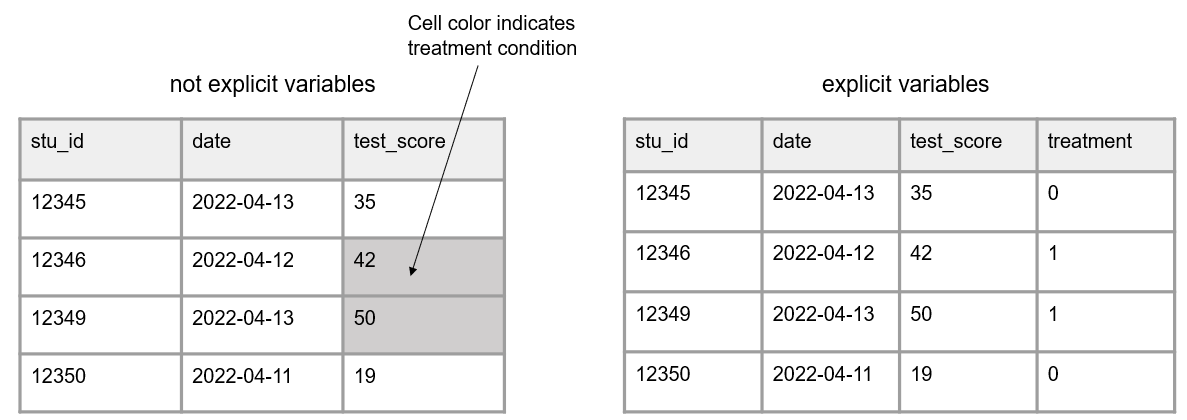 Cell color indicates
treatment condition
not explicit variables
stu_id date test_score
12345 2022-04-13 35
12346 2022-04-12 42
12349 2022-04-13 50
12350 2022-04-11 19
explicit variables
stu_id date test_score treatment
12345 2022-04-13 35 0
12346 2022-04-12 42 1
12349 2022-04-13 50 1
12350 2022-04-11 19 0